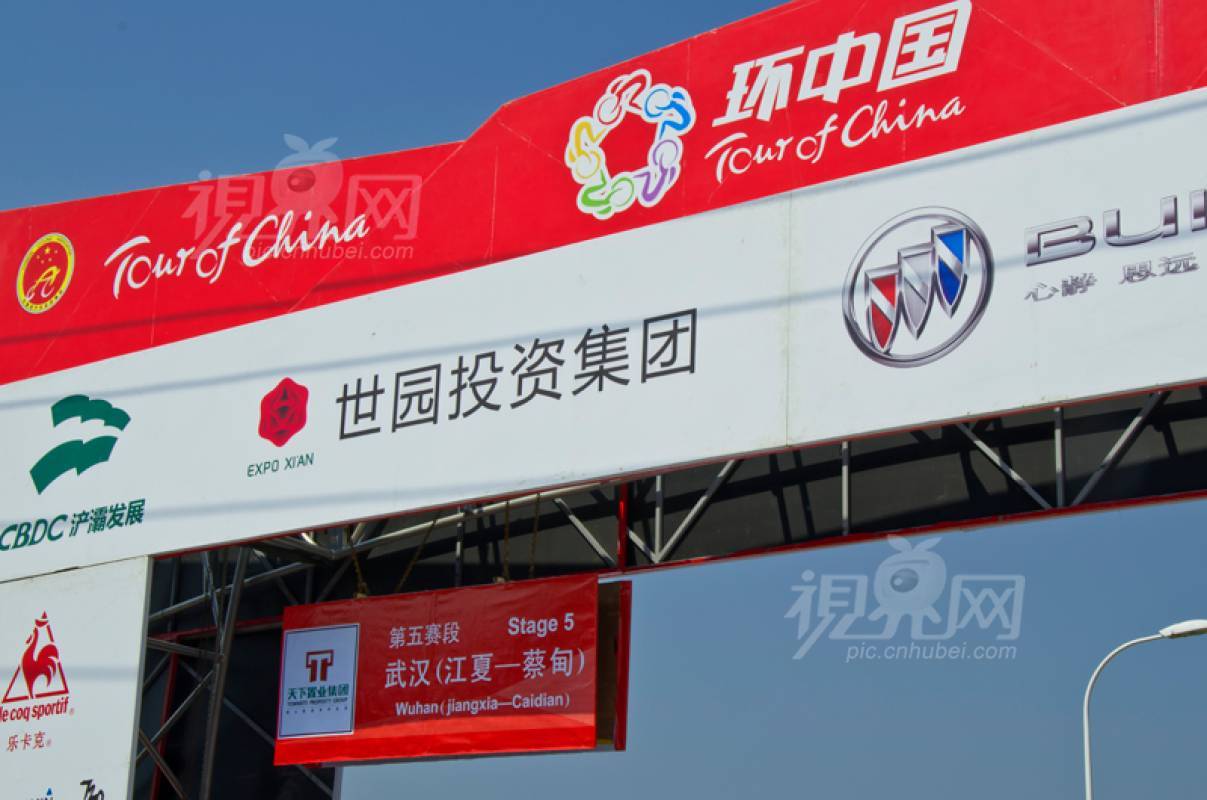 环中国
Tour of China
Tour of China
视界网
pic.cnhubei.com
BUI
心静 思远
世园投资集团
EXPO XI'AN
CBDC 浐灞发展
第五赛段 Stage 5
武汉(江夏—蔡甸)
Wuhan(jiangxia—Caidian)
天下置业集团
le coq sportif
乐卡克
视界网
pic.cnhubei.com